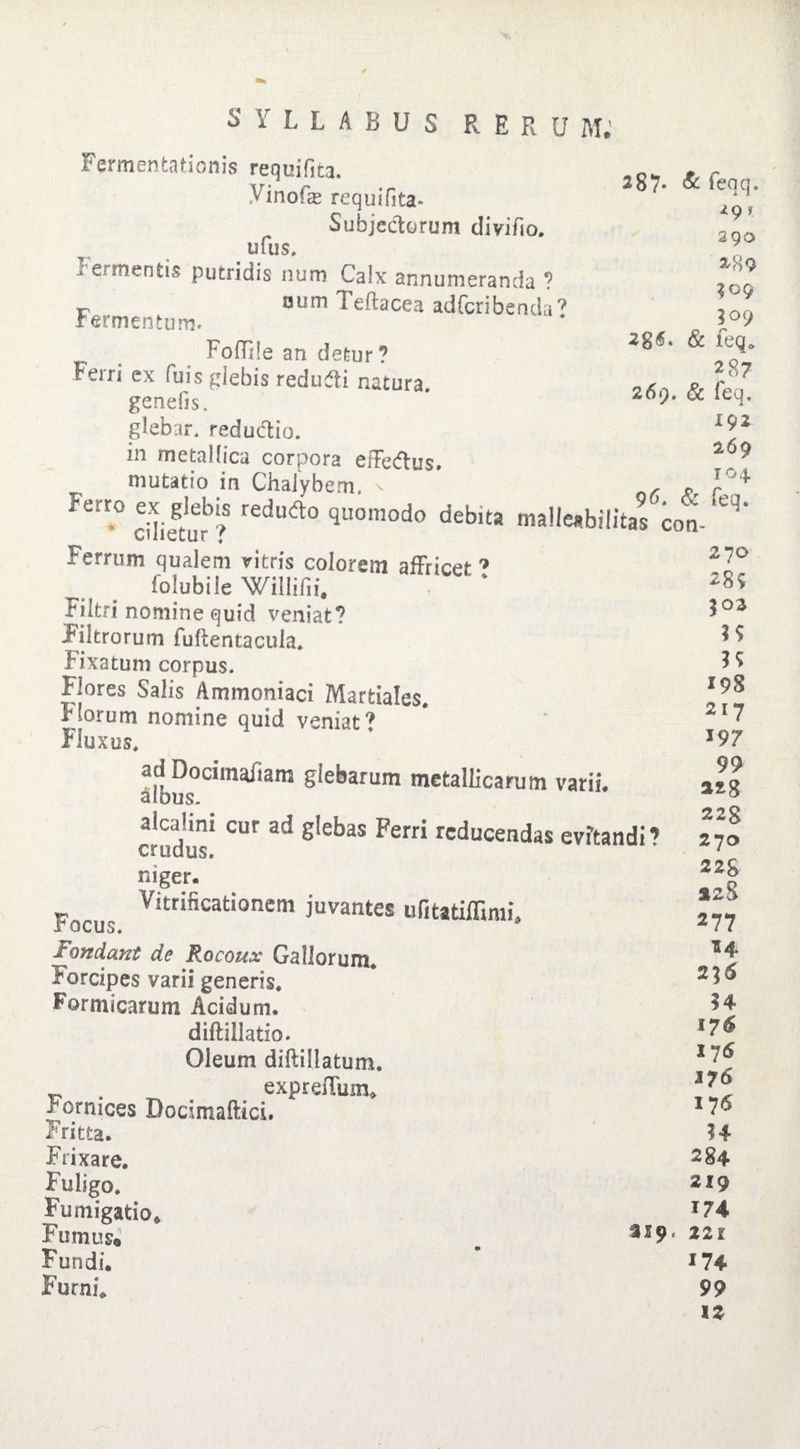 SYLLABUS RERUM.
Fermentationis requiſita. 287. & ſeqq.
Vinoſæ requiſita. 291
Subjectorum diviſio. 290
uſus. 289
Fermentis putridis num Calx annumeranda? 309
num Teſtacea adſcribenda? 309
Fermentum. 286. & ſeq.
Foſſile an detur? 287
Ferri ex ſuis glebis reducti natura. 269. & ſeq.
geneſis. 192
glebar. reductio. 269
in metallica corpora effectus. 104
mutatio in Chalybem. 96. & ſeq.
Ferro ex glebis reducto quomodo debita malleabilitas con-
cilietur? 270
Ferrum qualem vitris colorem affricet? 285
ſolubile Williſii. 302
Filtri nomine quid veniat? 35
Filtrorum ſuſtentacula. 35
Fixatum corpus. 198
Flores Salis Ammoniaci Martiales. 217
Florum nomine quid veniat? 197
Fluxus. 99
ad Docimaſiam glebarum metallicarum varii. 228
albus. 228
alcalini cur ad glebas Ferri reducendas evitandi? 270
crudus. 228
niger. 228
Vitrificationem juvantes uſitatiſſimi. 277
Focus. 14
Fondant de Rocoux Gallorum. 236
Forcipes varii generis. 34
Formicarum Acidum. 176
diſtillatio. 176
Oleum diſtillatum. 176
expreſſum. 176
Fornices Docimaſtici. 34
Fritta. 284
Frixare. 219
Fuligo. 174
Fumigatio. 219. 221
Fumus. 174
Fundi. 99
Furni. 12